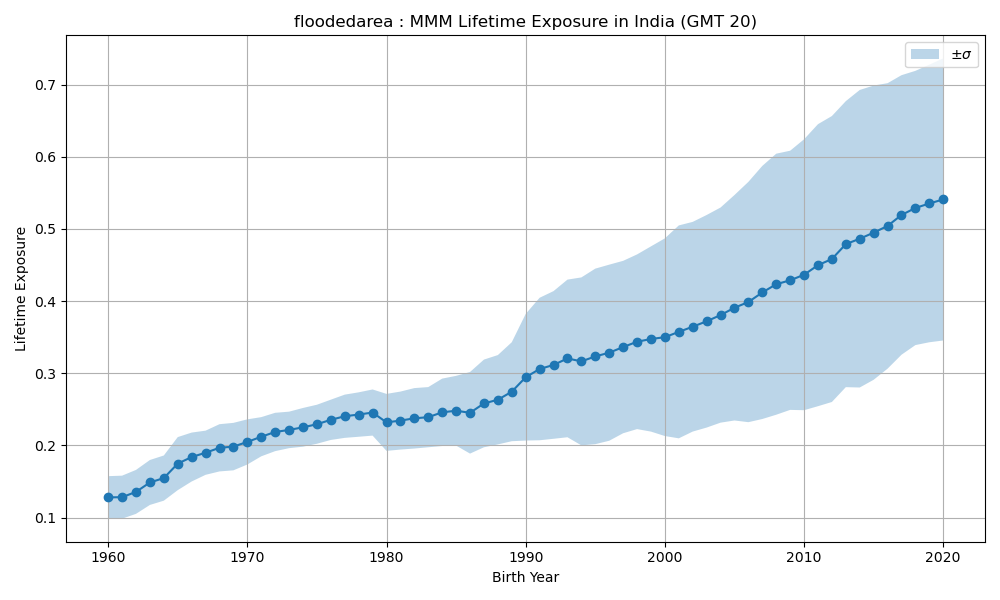 floodedarea : MMM Lifetime Exposure in India (GMT 20)
±σ
Lifetime Exposure
0.7
0.6
0.5
0.4
0.3
0.2
0.1
1960 1970 1980 1990 2000 2010 2020
Birth Year